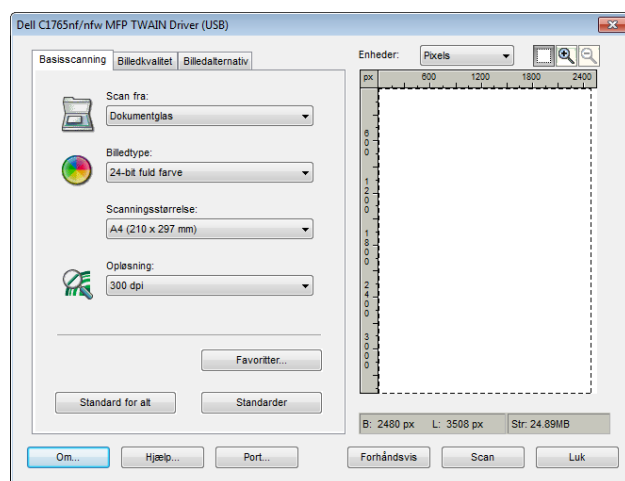 Dell C1765nf/nfw MFP TWAIN Driver (USB)
Basisscanning Billedkvalitet Billedalternativ
Scan fra:
Dokumentglas
Billedtype:
24-bit fuld farve
Scanningsstørrelse:
A4 (210 x 297 mm)
Opløsning:
300 dpi
Favoritter...
Standard for alt Standarder
Enheder: Pixels
px 600 1200 1800 2400
600
1200
1800
2400
3000
B: 2480 px L: 3508 px Str: 24.89MB
Om... Hjælp... Port... Forhåndsvis Scan Luk